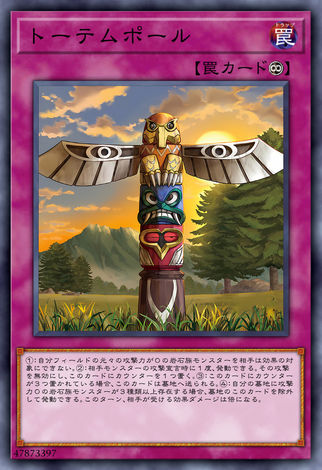 トーテムポール
トラップ
罠
【罠カード】
①:自分フィールドの元々の攻撃力が0の岩石族モンスターを相手は効果の対
象にできない。②:相手モンスターの攻撃宣言時に1度、発動できる。その攻撃
を無効にし、このカードにカウンターを1つ置く。③:このカードにカウンター
が3つ置かれている場合、このカードは墓地へ送られる。④:自分の墓地に攻撃
力0の岩石族モンスターが3種類以上存在する場合、墓地のこのカードを除外
して発動できる。このターン、相手が受ける効果ダメージは倍になる。
47873397